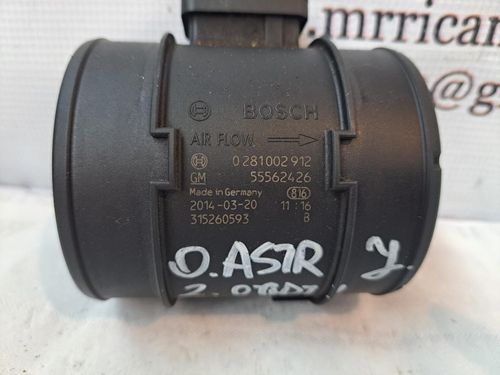 . mrrican
@g
BOSCH
AIR FLOW
0 281 002 912
GM 55562426
Made in Germany 816
2014-03-20 11:16
315260593 B
O. ASTR J.
2.